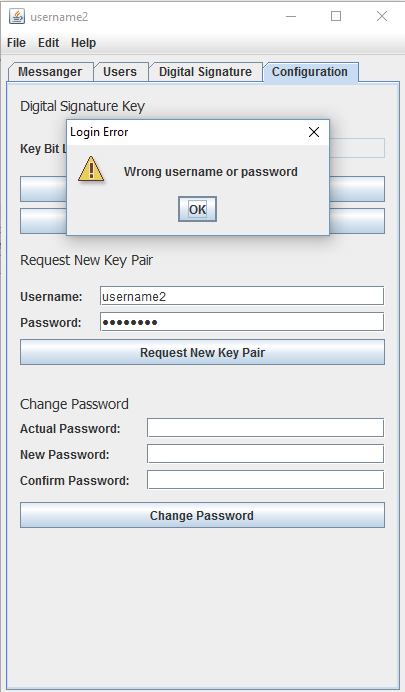 username2
File Edit Help
Messanger Users Digital Signature Configuration
Digital Signature Key
Login Error
Key Bit
Wrong username or password
OK
Request New Key Pair
Username: username2
Password: ●●●●●●●●
Request New Key Pair
Change Password
Actual Password:
New Password:
Confirm Password:
Change Password